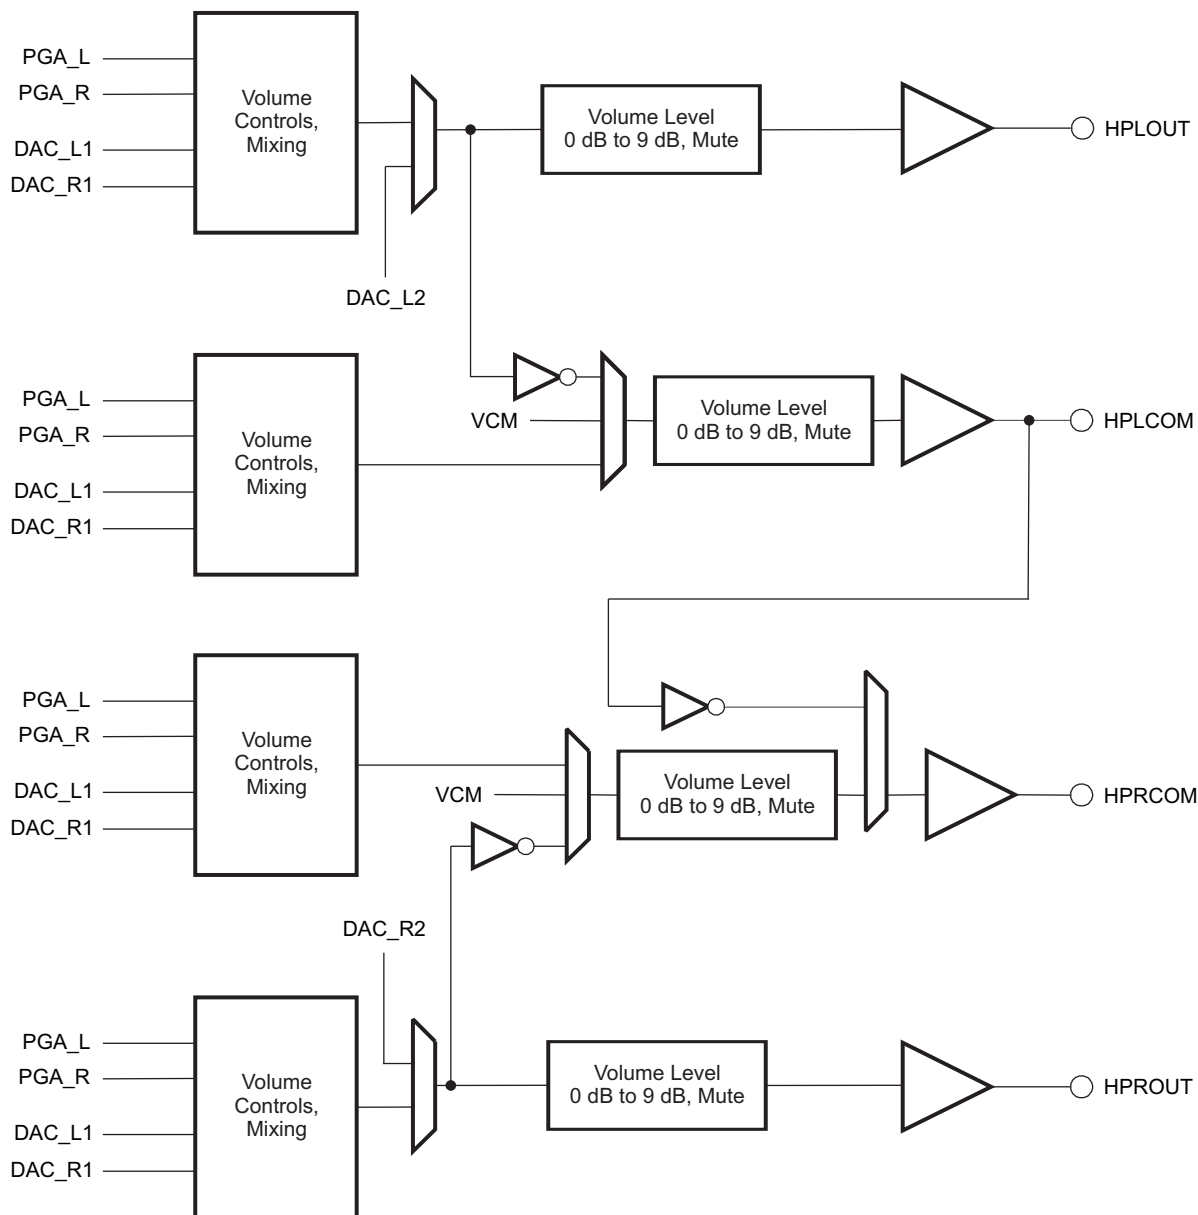 PGA_L
PGA_R
DAC_L1
DAC_R1
Volume
Controls,
Mixing
DAC_L2
Volume Level
0 dB to 9 dB, Mute
HPLOUT
PGA_L
PGA_R
DAC_L1
DAC_R1
Volume
Controls,
Mixing
VCM
Volume Level
0 dB to 9 dB, Mute
HPLCOM
PGA_L
PGA_R
DAC_L1
DAC_R1
Volume
Controls,
Mixing
VCM
Volume Level
0 dB to 9 dB, Mute
HPRCOM
DAC_R2
PGA_L
PGA_R
DAC_L1
DAC_R1
Volume
Controls,
Mixing
Volume Level
0 dB to 9 dB, Mute
HPROUT